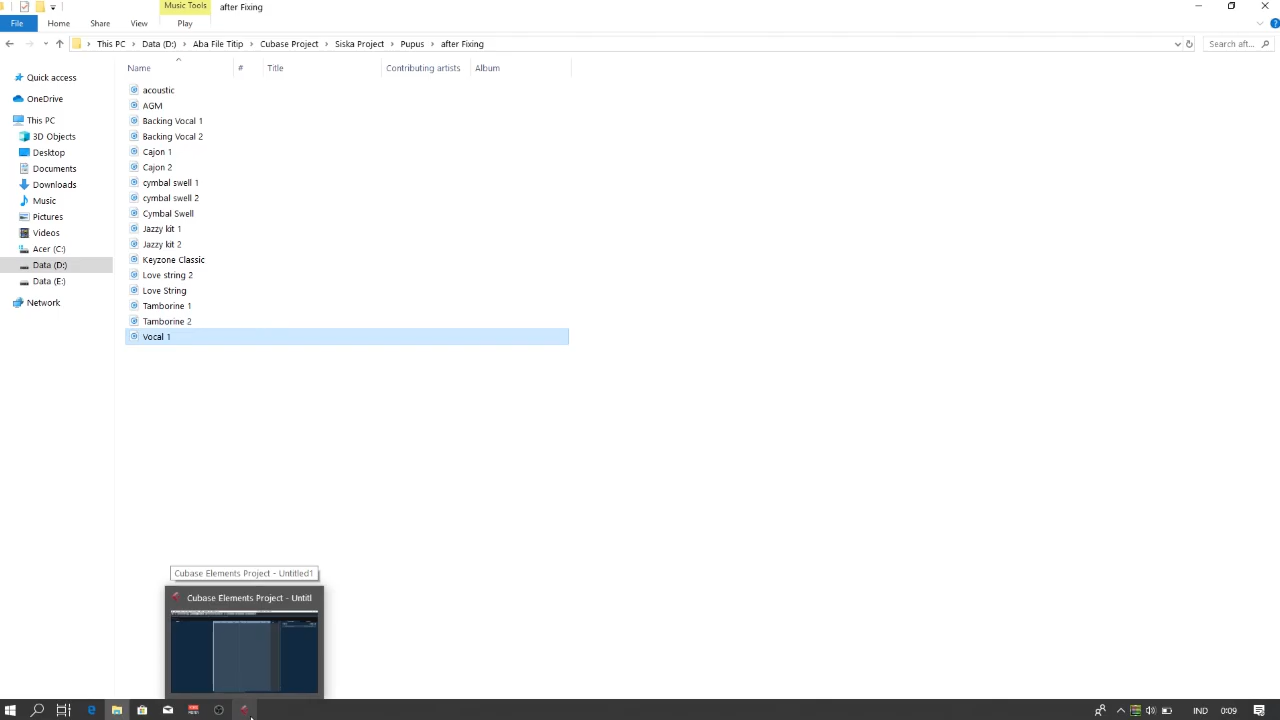 Music Tools
after Fixing
File
Home
Share
View
Play
This PC
Data (D:)
Aba File Titip
Cubase Project
Siska Project
Pupus
after Fixing
Search aft...
Name
#
Title
Contributing artists
Album
Quick access
OneDrive
This PC
3D Objects
Desktop
Documents
Downloads
Music
Pictures
Videos
Acer (C:)
Data (D:)
Data (E:)
Network
acoustic
AGM
Backing Vocal 1
Backing Vocal 2
Cajon 1
Cajon 2
cymbal swell 1
cymbal swell 2
Cymbal Swell
Jazzy kit 1
Jazzy kit 2
Keyzone Classic
Love string 2
Love String
Tamborine 1
Tamborine 2
Vocal 1
Cubase Elements Project - Untitled1
Cubase Elements Project - Untitl
IND
0:09